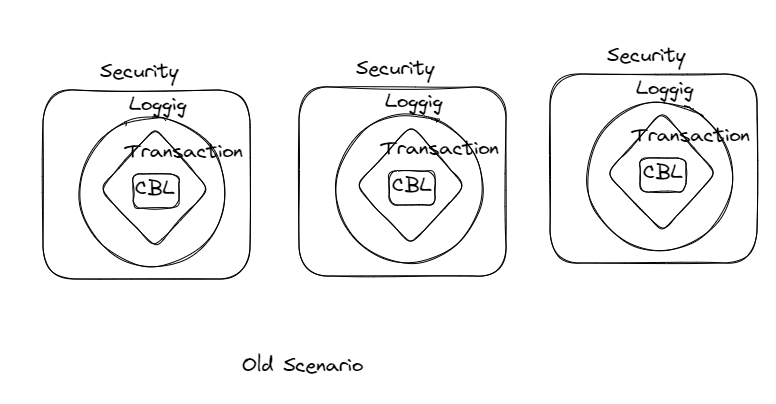 Security
Loggig
Transaction
CBL
Security
Loggig
Transaction
CBL
Security
Loggig
Transaction
CBL
Old Scenario